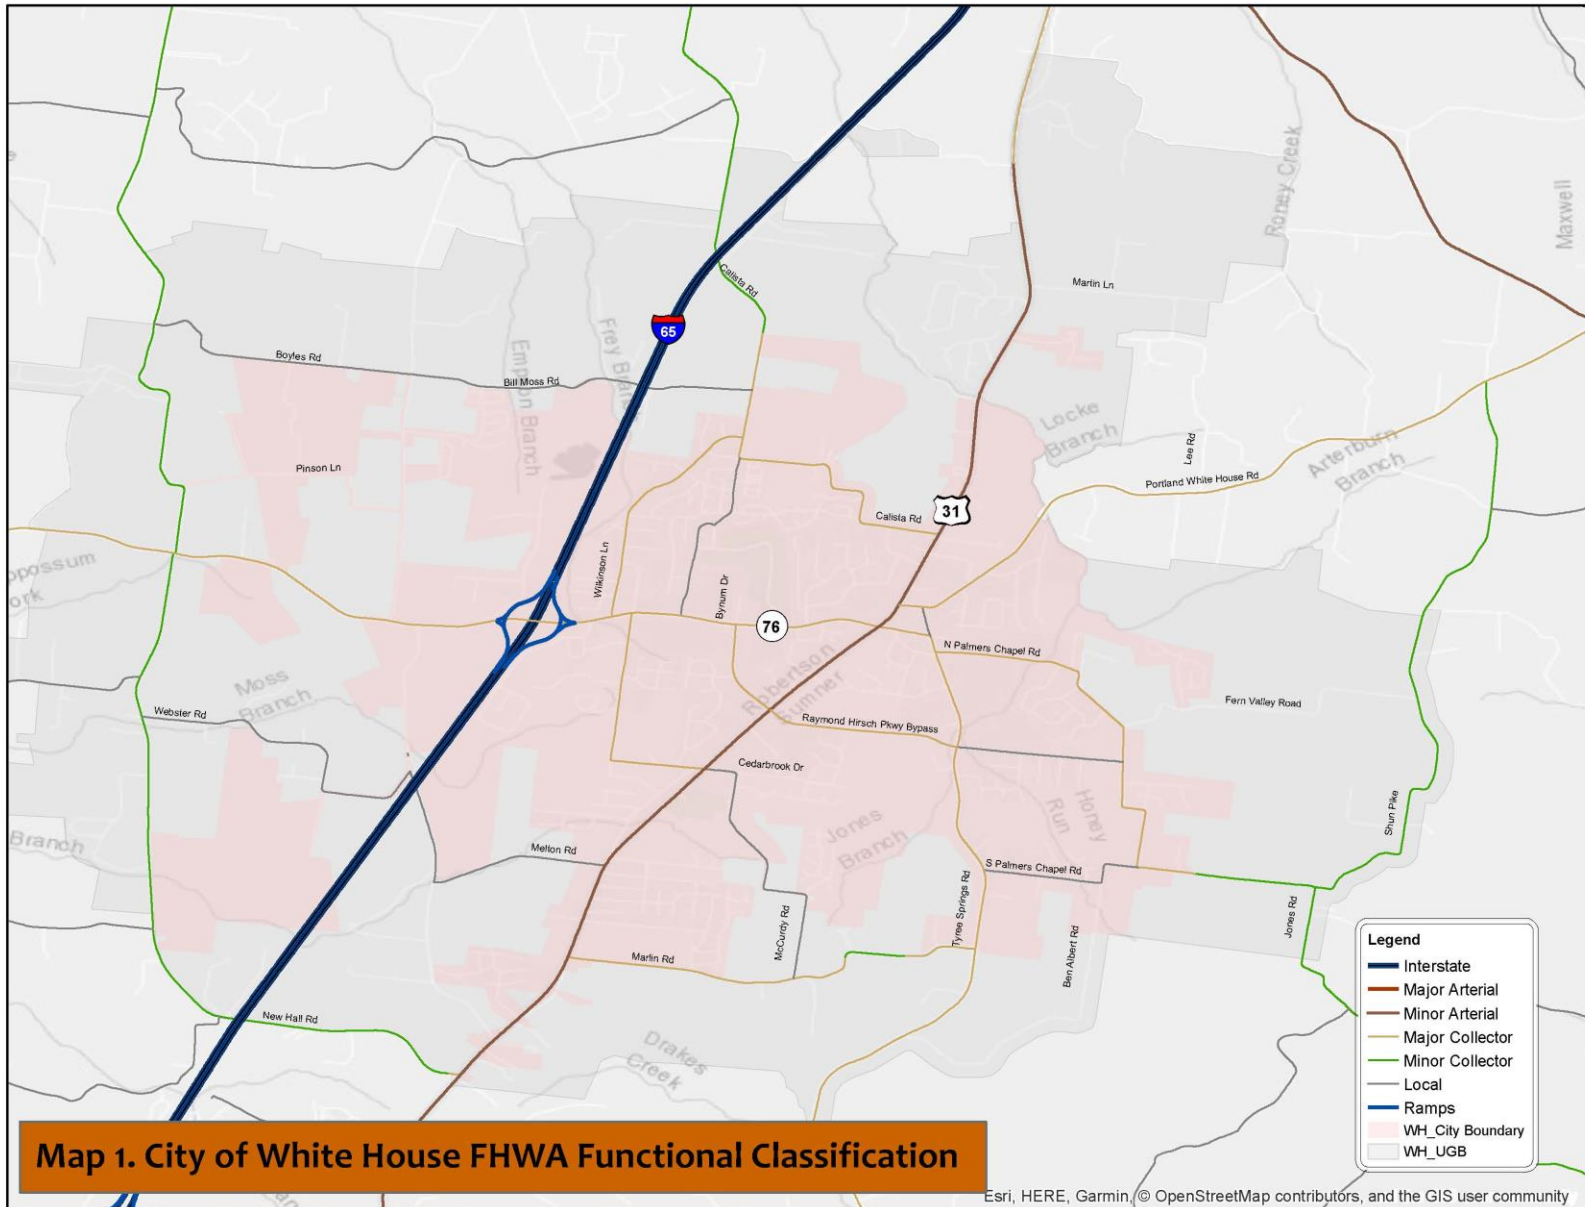 Roney Creek
Maxwell
Martin Ln
Calista Rd
65
Frey Branch
Empson Branch
Boyles Rd
Bill Moss Rd
Locke
Branch
Lee Rd
Arterburn
Branch
Portland White House Rd
Pinson Ln
31
Calista Rd
Wilkinson Ln
Bynum Dr
76
N Palmers Chapel Rd
Robertson
Sumner
Moss
Branch
Webster Rd
Fern Valley Road
Raymond Hirsch Pkwy Bypass
Cedarbrook Dr
Honey
Run
Jones
Branch
Shun Pike
Branch
Melton Rd
S Palmers Chapel Rd
Tyree Springs Rd
McCurdy Rd
Jones Rd
Ben Albert Rd
Marlin Rd
New Hall Rd
Drakes
Creek
Legend
Interstate
Major Arterial
Minor Arterial
Major Collector
Minor Collector
Local
Ramps
WH_City Boundary
WH_UGB
Map 1. City of White House FHWA Functional Classification
Esri, HERE, Garmin, © OpenStreetMap contributors, and the GIS user community